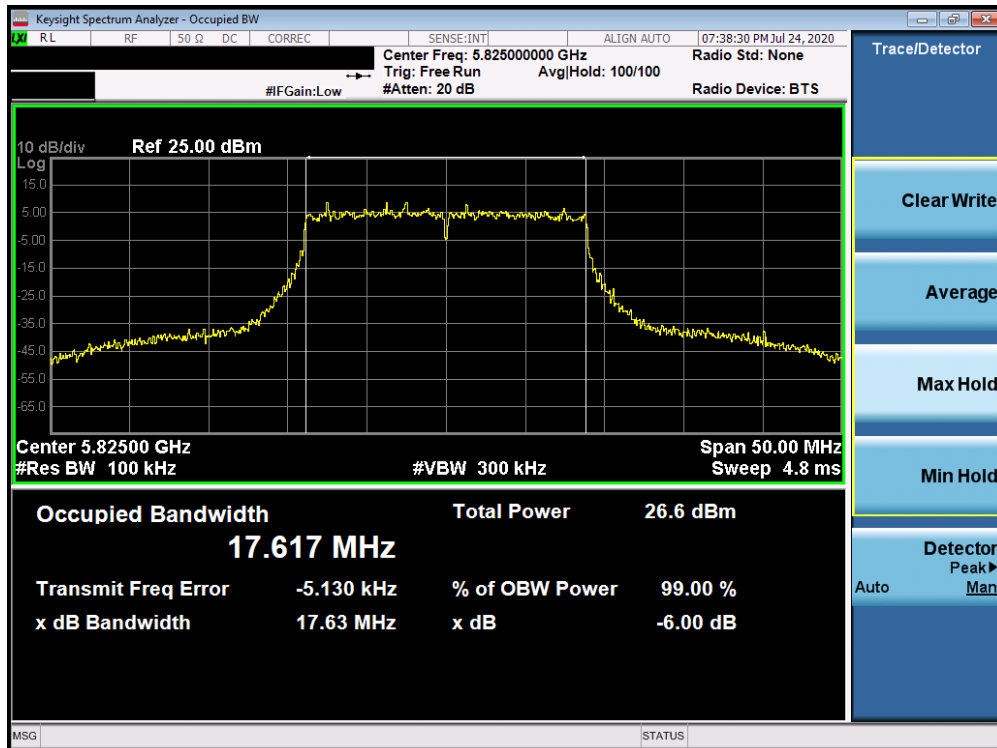 Keysight Spectrum Analyzer - Occupied BW
LXI RL RF 50 Ω DC CORREC SENSE:INT ALIGN AUTO 07:38:30 PM Jul 24, 2020
Center Freq: 5.825000000 GHz Radio Std: None
Trig: Free Run Avg|Hold: 100/100
#IFGain:Low #Atten: 20 dB Radio Device: BTS
10 dB/div Ref 25.00 dBm
Log
15.0
5.00
-5.00
-15.0
-25.0
-35.0
-45.0
-55.0
-65.0
Center 5.82500 GHz Span 50.00 MHz
#Res BW 100 kHz #VBW 300 kHz Sweep 4.8 ms
Occupied Bandwidth Total Power 26.6 dBm
17.617 MHz
Transmit Freq Error -5.130 kHz % of OBW Power 99.00 %
x dB Bandwidth 17.63 MHz x dB -6.00 dB
MSG STATUS
Trace/Detector
Clear Write
Average
Max Hold
Min Hold
Detector
Peak▶
Auto Man